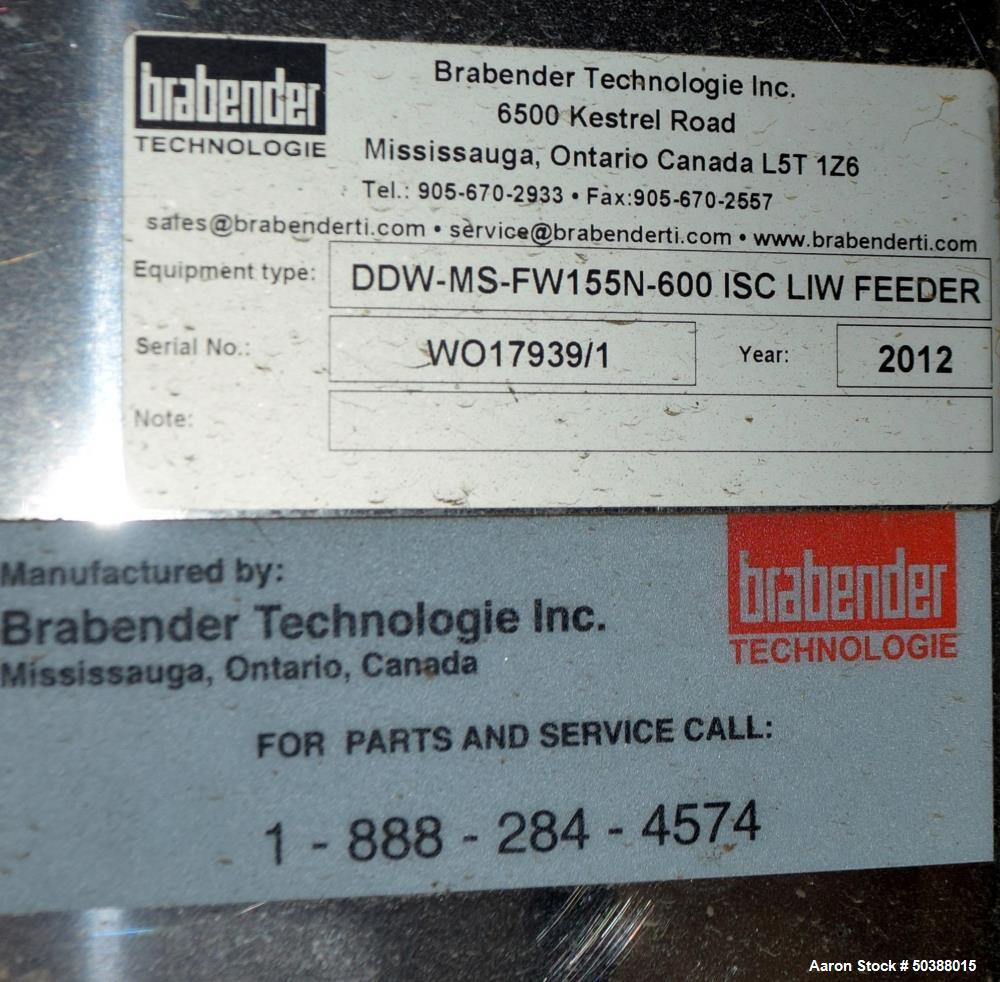 brabender
TECHNOLOGIE
Brabender Technologie Inc.
6500 Kestrel Road
Mississauga, Ontario Canada L5T 1Z6
Tel.: 905-670-2933 • Fax:905-670-2557
sales@brabenderti.com • service@brabenderti.com • www.brabenderti.com
Equipment type: DDW-MS-FW155N-600 ISC LIW FEEDER
Serial No.: WO17939/1 Year: 2012
Note:
Manufactured by:
Brabender Technologie Inc.
Mississauga, Ontario, Canada
brabender
TECHNOLOGIE
FOR PARTS AND SERVICE CALL:
1 - 888 - 284 - 4574
Aaron Stock # 50388015